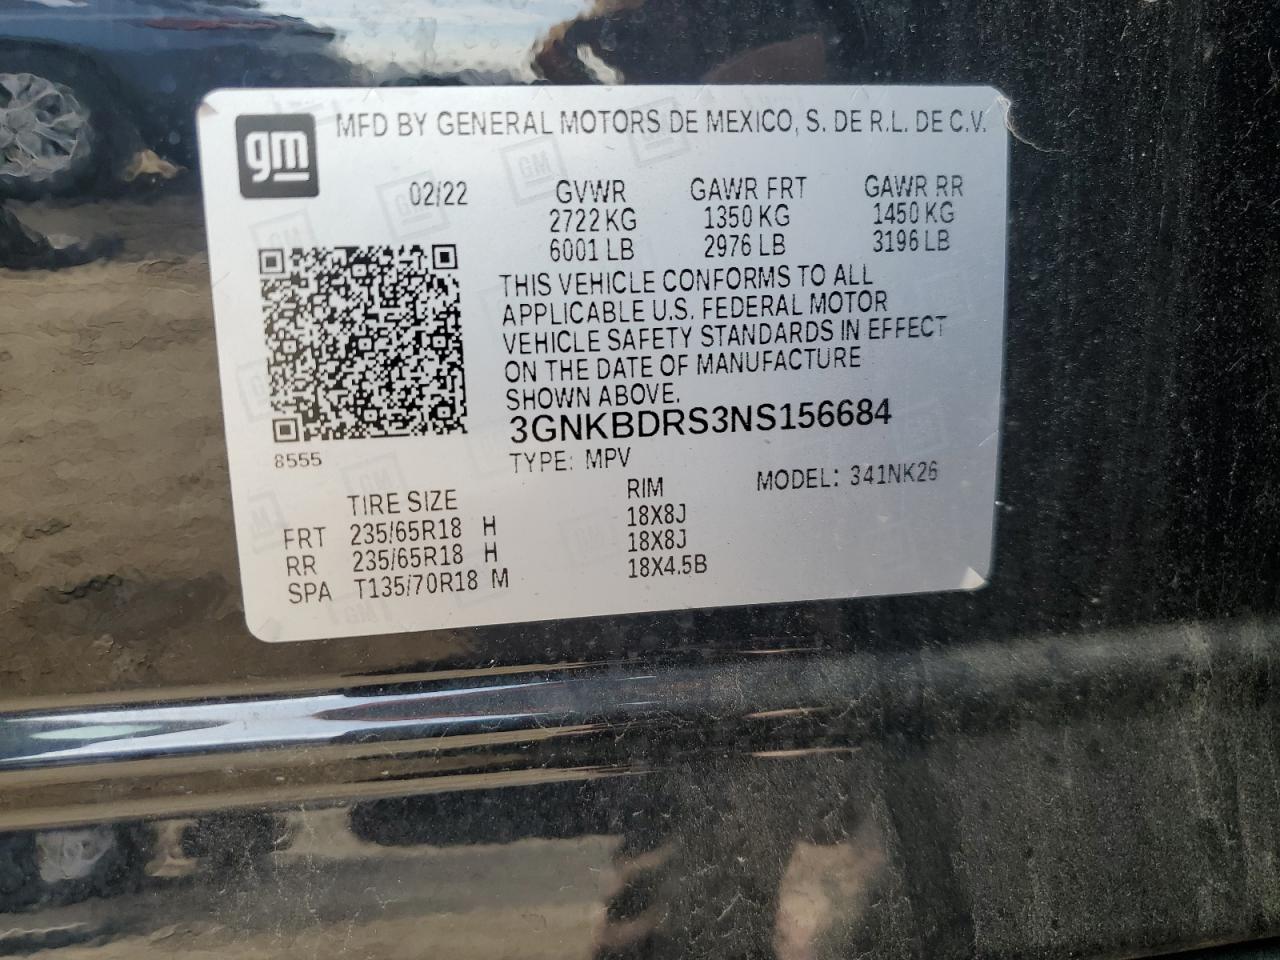 gm
MFD BY GENERAL MOTORS DE MEXICO, S. DE R.L. DE C.V.
02/22 GVWR GAWR FRT GAWR RR
2722 KG 1350 KG 1450 KG
6001 LB 2976 LB 3196 LB
THIS VEHICLE CONFORMS TO ALL
APPLICABLE U.S. FEDERAL MOTOR
VEHICLE SAFETY STANDARDS IN EFFECT
ON THE DATE OF MANUFACTURE
SHOWN ABOVE.
3GNKBDRS3NS156684
8555
TYPE: MPV MODEL: 341NK26
TIRE SIZE RIM
FRT 235/65R18 H 18X8J
RR 235/65R18 H 18X8J
SPA T135/70R18 M 18X4.5B